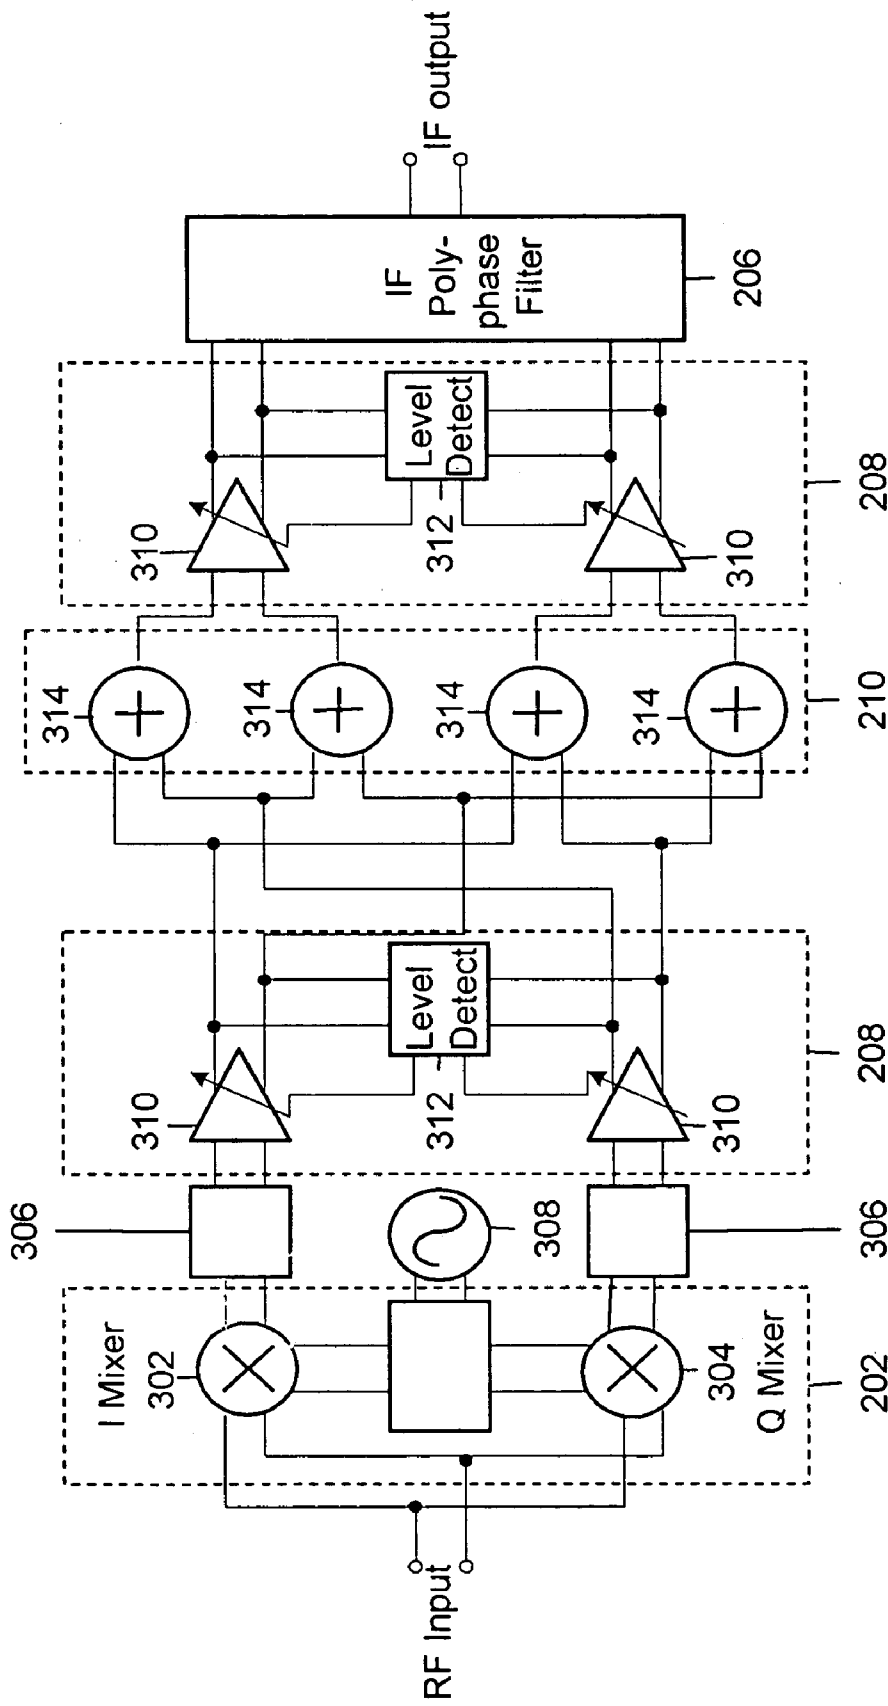 RF Input
I Mixer
302
304
Q Mixer
202
306
308
306
310
312
Level
Detect
310
208
314
314
314
314
210
310
312
Level
Detect
310
208
IF
Poly-
phase
Filter
206
IF output